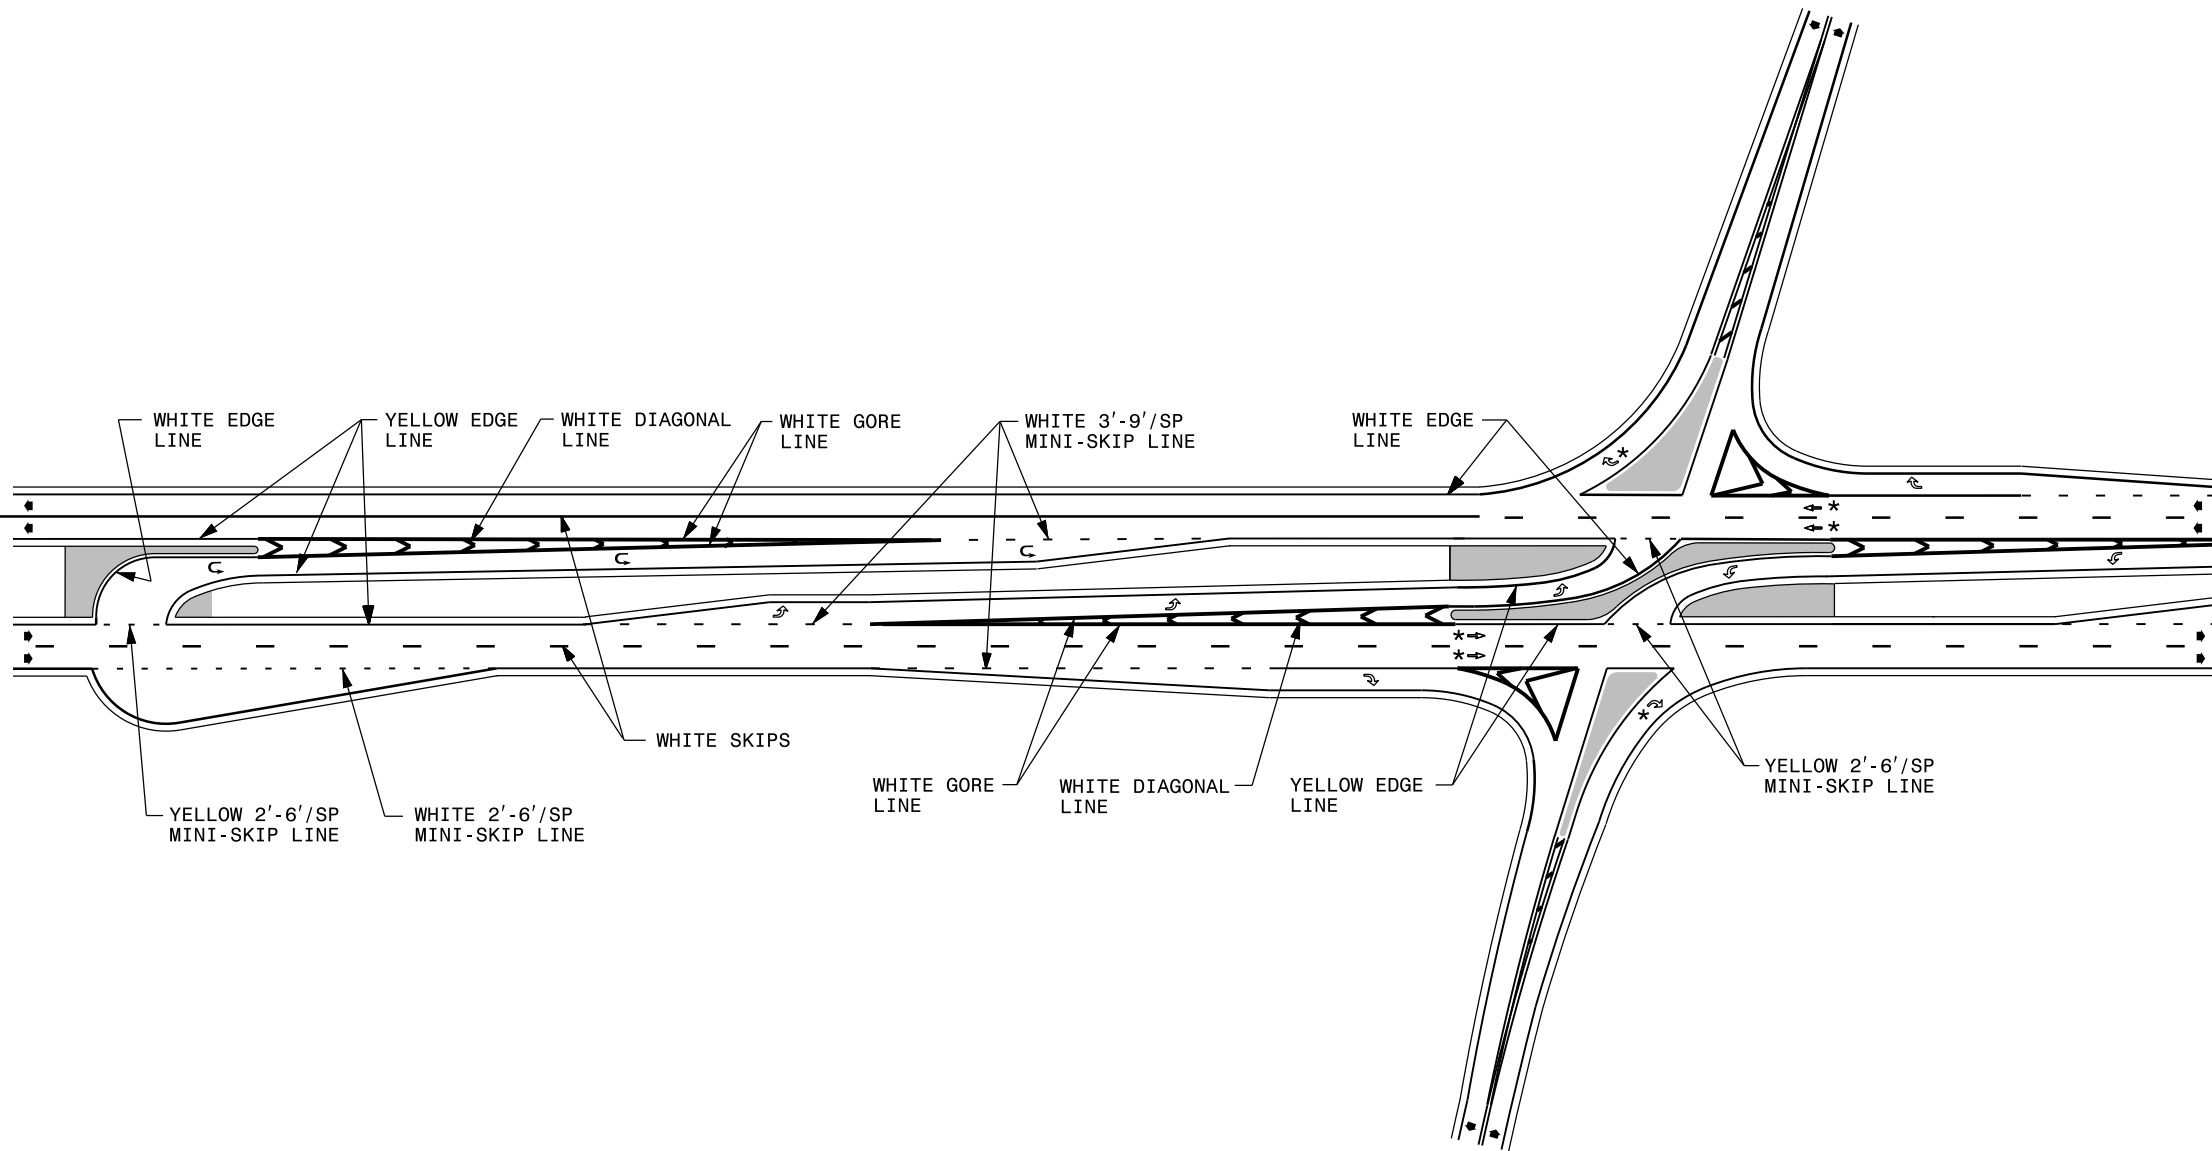 WHITE EDGE
LINE
YELLOW EDGE
LINE
WHITE DIAGONAL
LINE
WHITE GORE
LINE
WHITE 3'-9'/SP
MINI-SKIP LINE
WHITE EDGE
LINE
*
*
*
*
*
*
WHITE SKIPS
WHITE GORE
LINE
WHITE DIAGONAL
LINE
YELLOW EDGE
LINE
YELLOW 2'-6'/SP
MINI-SKIP LINE
YELLOW 2'-6'/SP
MINI-SKIP LINE
WHITE 2'-6'/SP
MINI-SKIP LINE